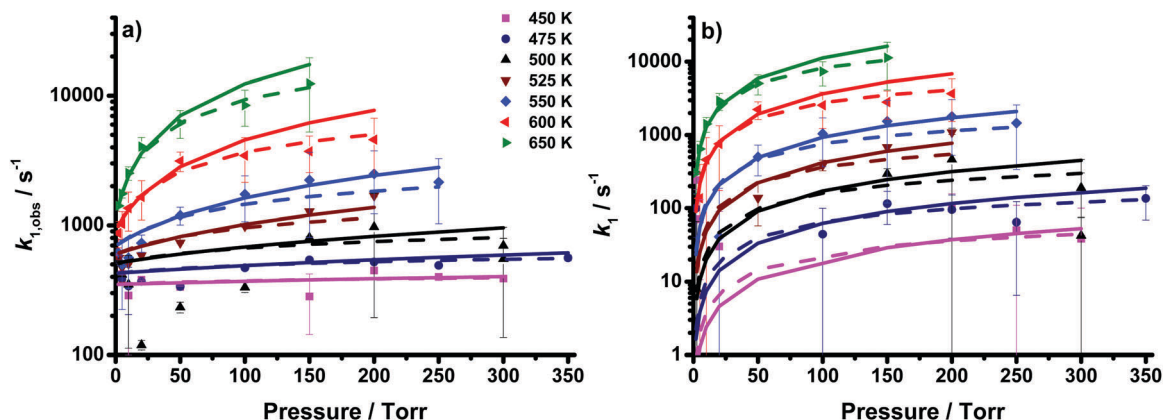 a)
k1,obs / s-1
10000
1000
100
0 50 100 150 200 250 300 350
Pressure / Torr
450 K
475 K
500 K
525 K
550 K
600 K
650 K
b)
k1 / s-1
10000
1000
100
10
1
0 50 100 150 200 250 300 350
Pressure / Torr